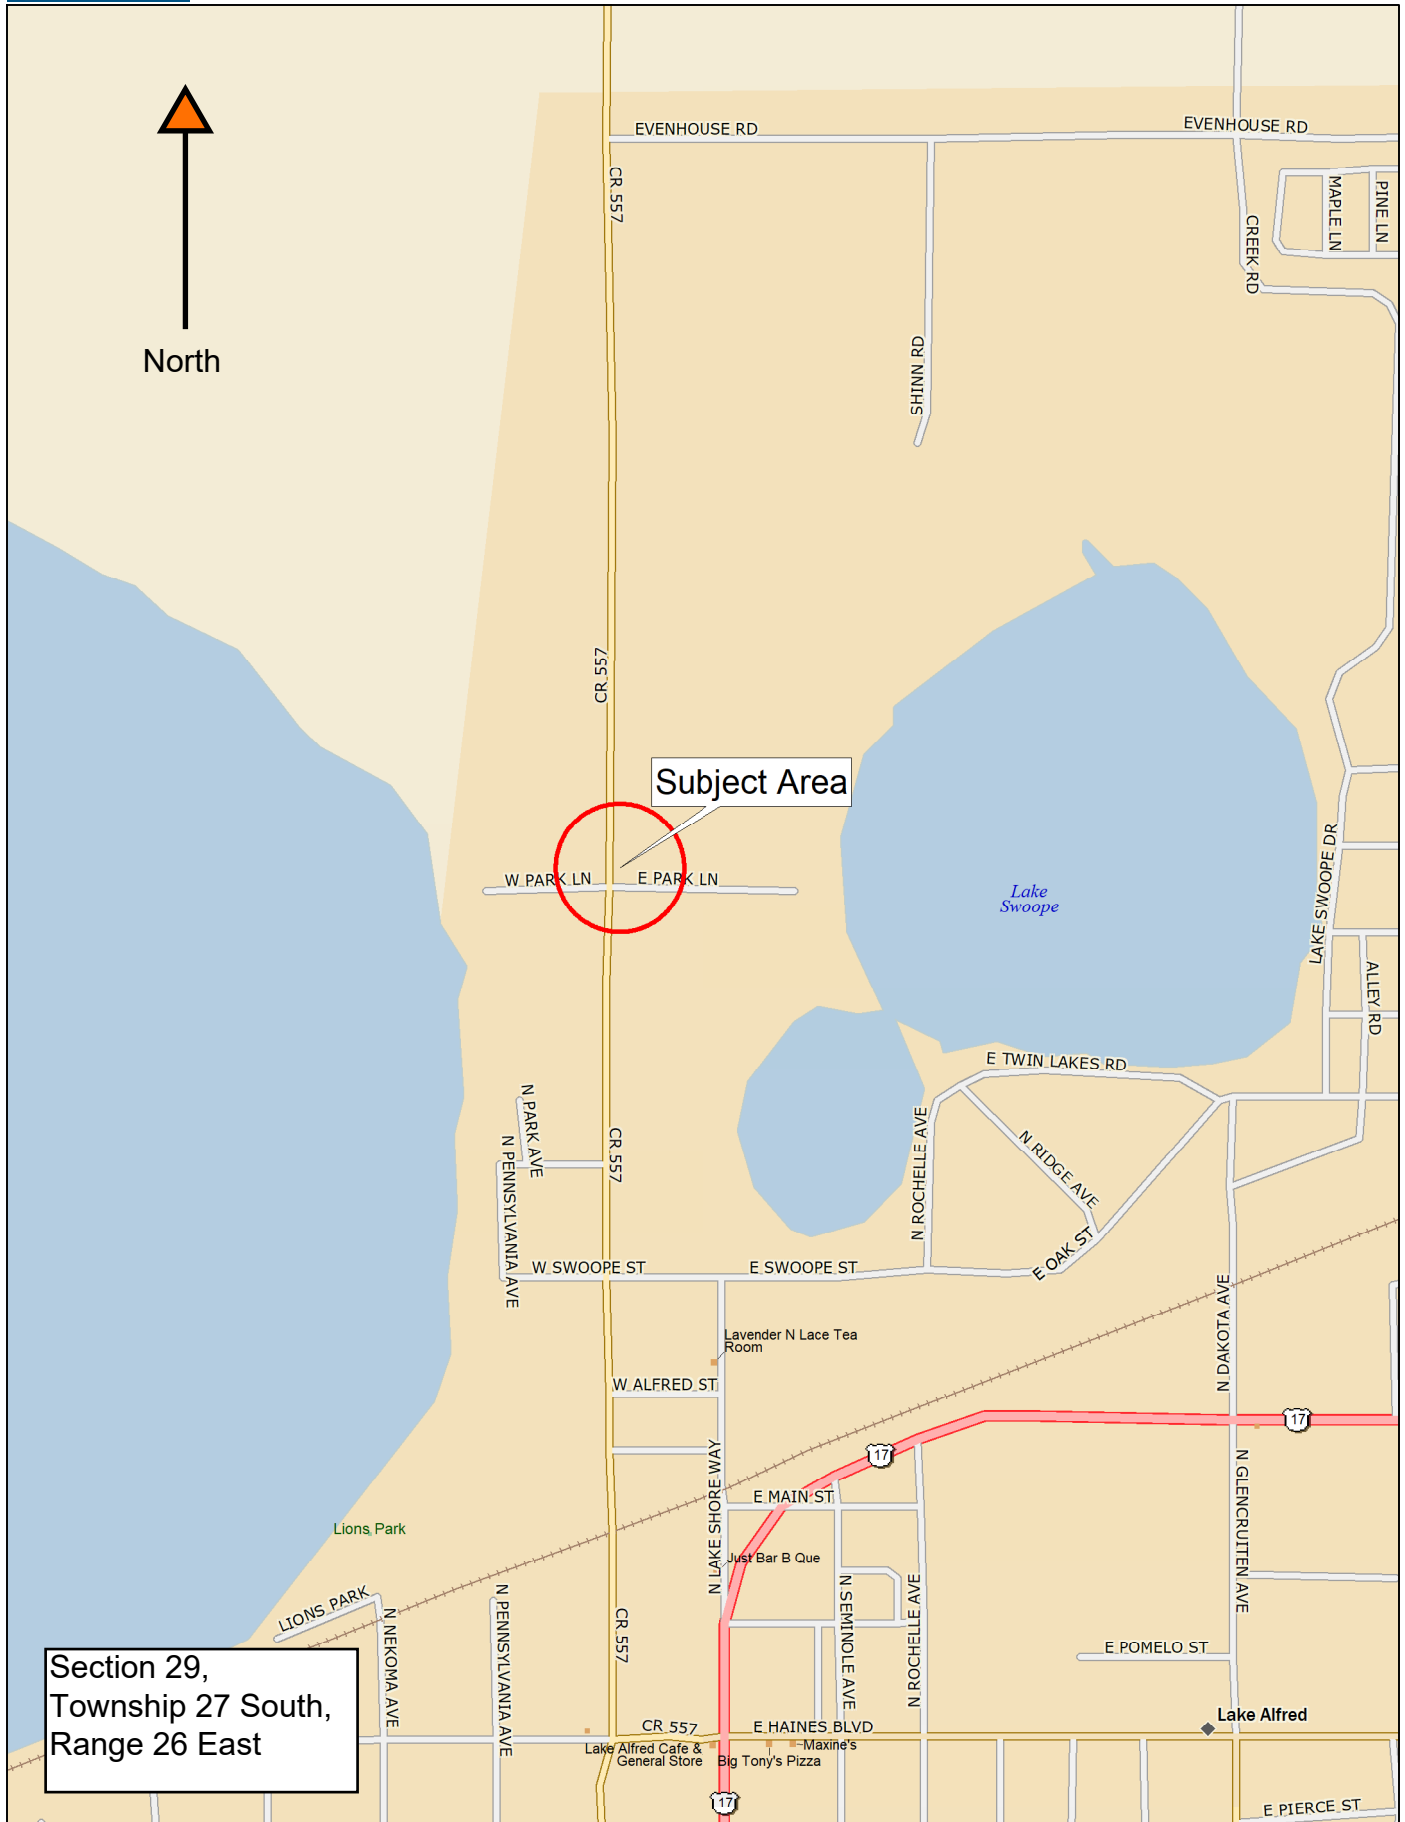 EVENHOUSE RD
EVENHOUSE RD
CR 557
MAPLE LN
PINE LN
CREEK RD
North
SHINN RD
CR 557
Subject Area
W PARK LN
E PARK LN
Lake
Swoope
LAKE SWOOPE DR
ALLEY RD
E TWIN LAKES RD
N PARK AVE
N PENNSYLVANIA AVE
CR 557
N ROCHELLE AVE
N RIDGE AVE
E OAK ST
W SWOOPE ST
E SWOOPE ST
N DAKOTA AVE
Lavender N Lace Tea
Room
W ALFRED ST
17
17
N LAKE SHORE WAY
E MAIN ST
N GLENCRUITEN AVE
Lions Park
Just Bar B Que
LIONS PARK
N NEKOMA AVE
N PENNSYLVANIA AVE
CR 557
N SEMINOLE AVE
N ROCHELLE AVE
E POMELO ST
Section 29,
Township 27 South,
Range 26 East
Lake Alfred
CR 557
E HAINES BLVD
Lake Alfred Cafe &
General Store
Maxine's
Big Tony's Pizza
17
E PIERCE ST